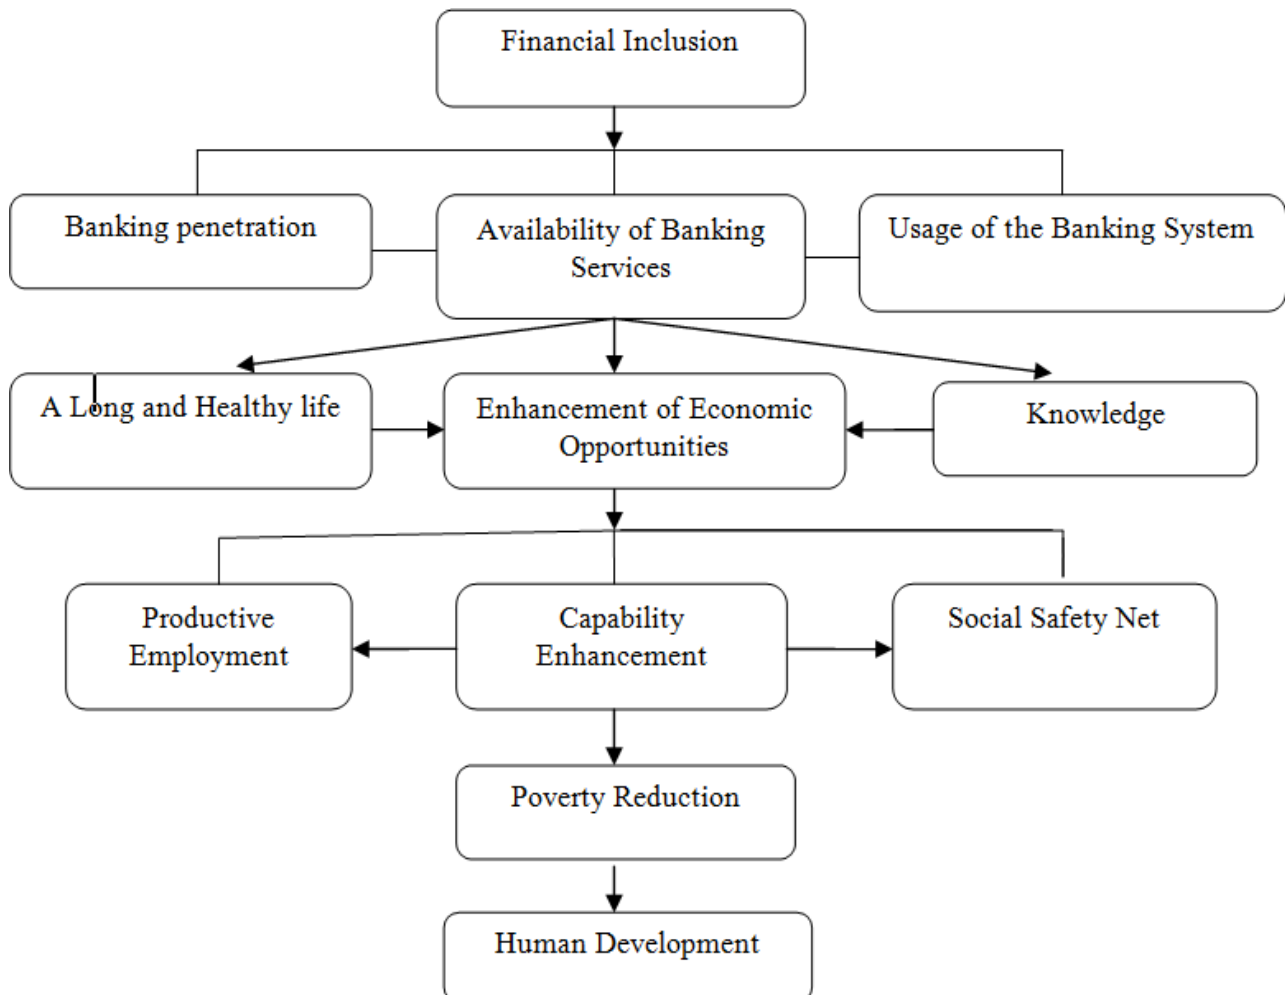 Financial Inclusion
Banking penetration
Availability of Banking
Services
Usage of the Banking System
A Long and Healthy life
Enhancement of Economic
Opportunities
Knowledge
Productive
Employment
Capability
Enhancement
Social Safety Net
Poverty Reduction
Human Development